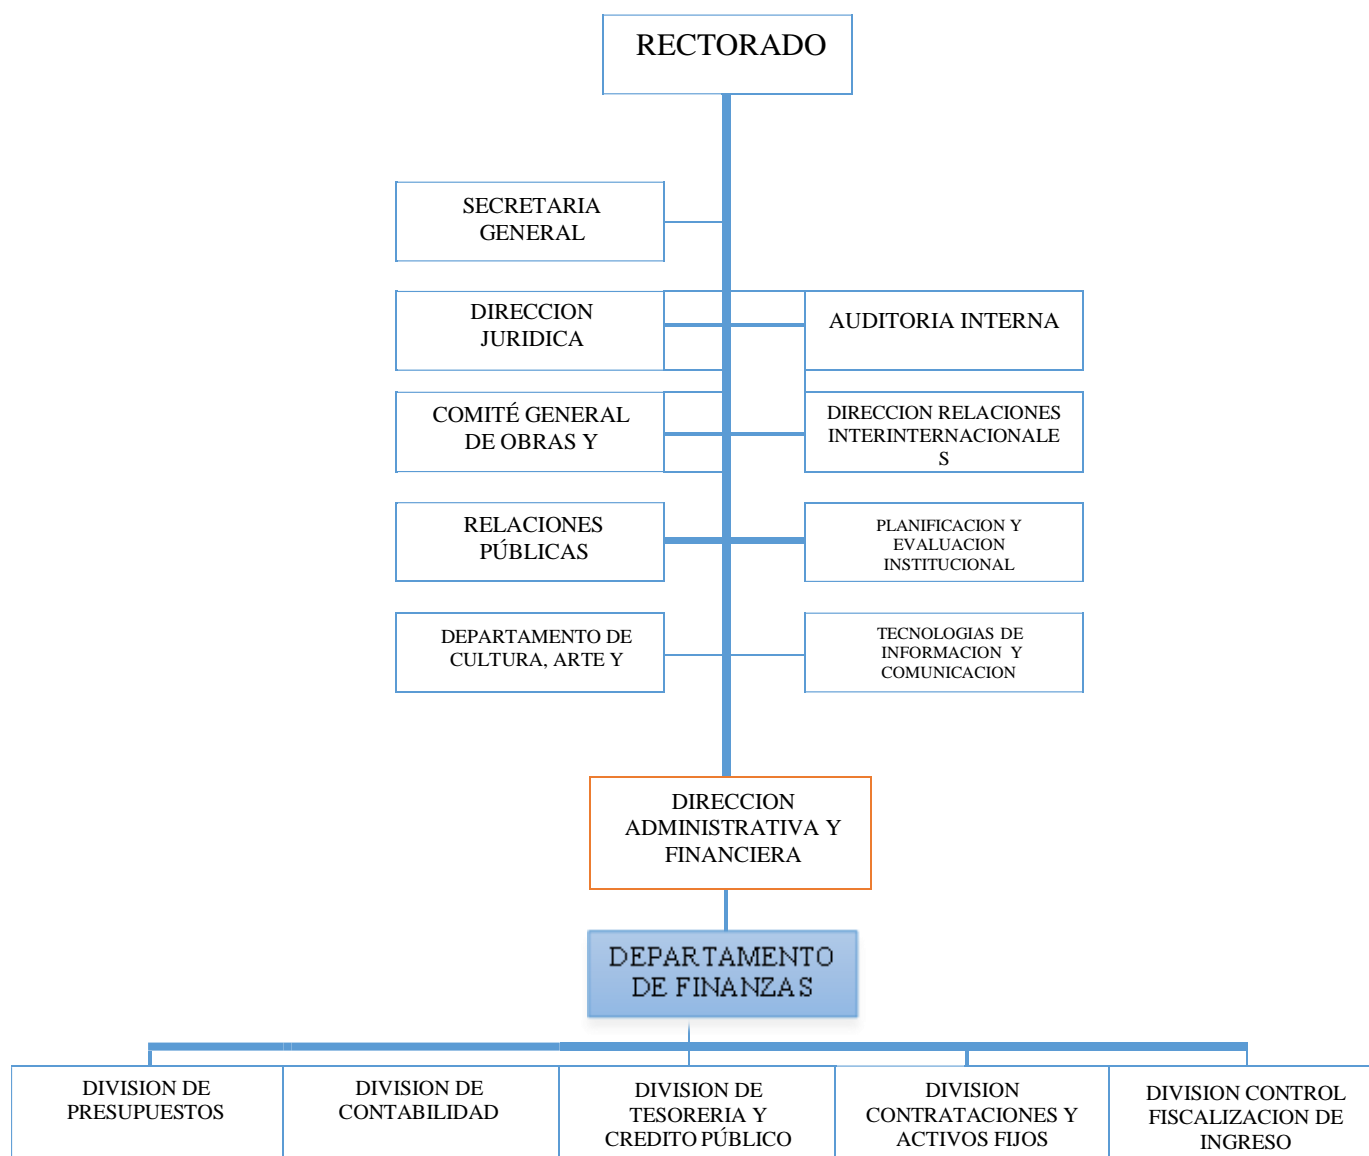 RECTORADO
SECRETARIA
GENERAL
DIRECCION
JURIDICA
AUDITORIA INTERNA
COMITÉ GENERAL
DE OBRAS Y
DIRECCION RELACIONES
INTERINTERNACIONALE
S
RELACIONES
PÚBLICAS
PLANIFICACION Y
EVALUACION
INSTITUCIONAL
DEPARTAMENTO DE
CULTURA, ARTE Y
TECNOLOGIAS DE
INFORMACION Y
COMUNICACION
DIRECCION
ADMINISTRATIVA Y
FINANCIERA
DEPARTAMENTO
DE FINANZAS
DIVISION DE
PRESUPUESTOS
DIVISION DE
CONTABILIDAD
DIVISION DE
TESORERIA Y
CREDITO PÚBLICO
DIVISION
CONTRATACIONES Y
ACTIVOS FIJOS
DIVISION CONTROL
FISCALIZACION DE
INGRESO